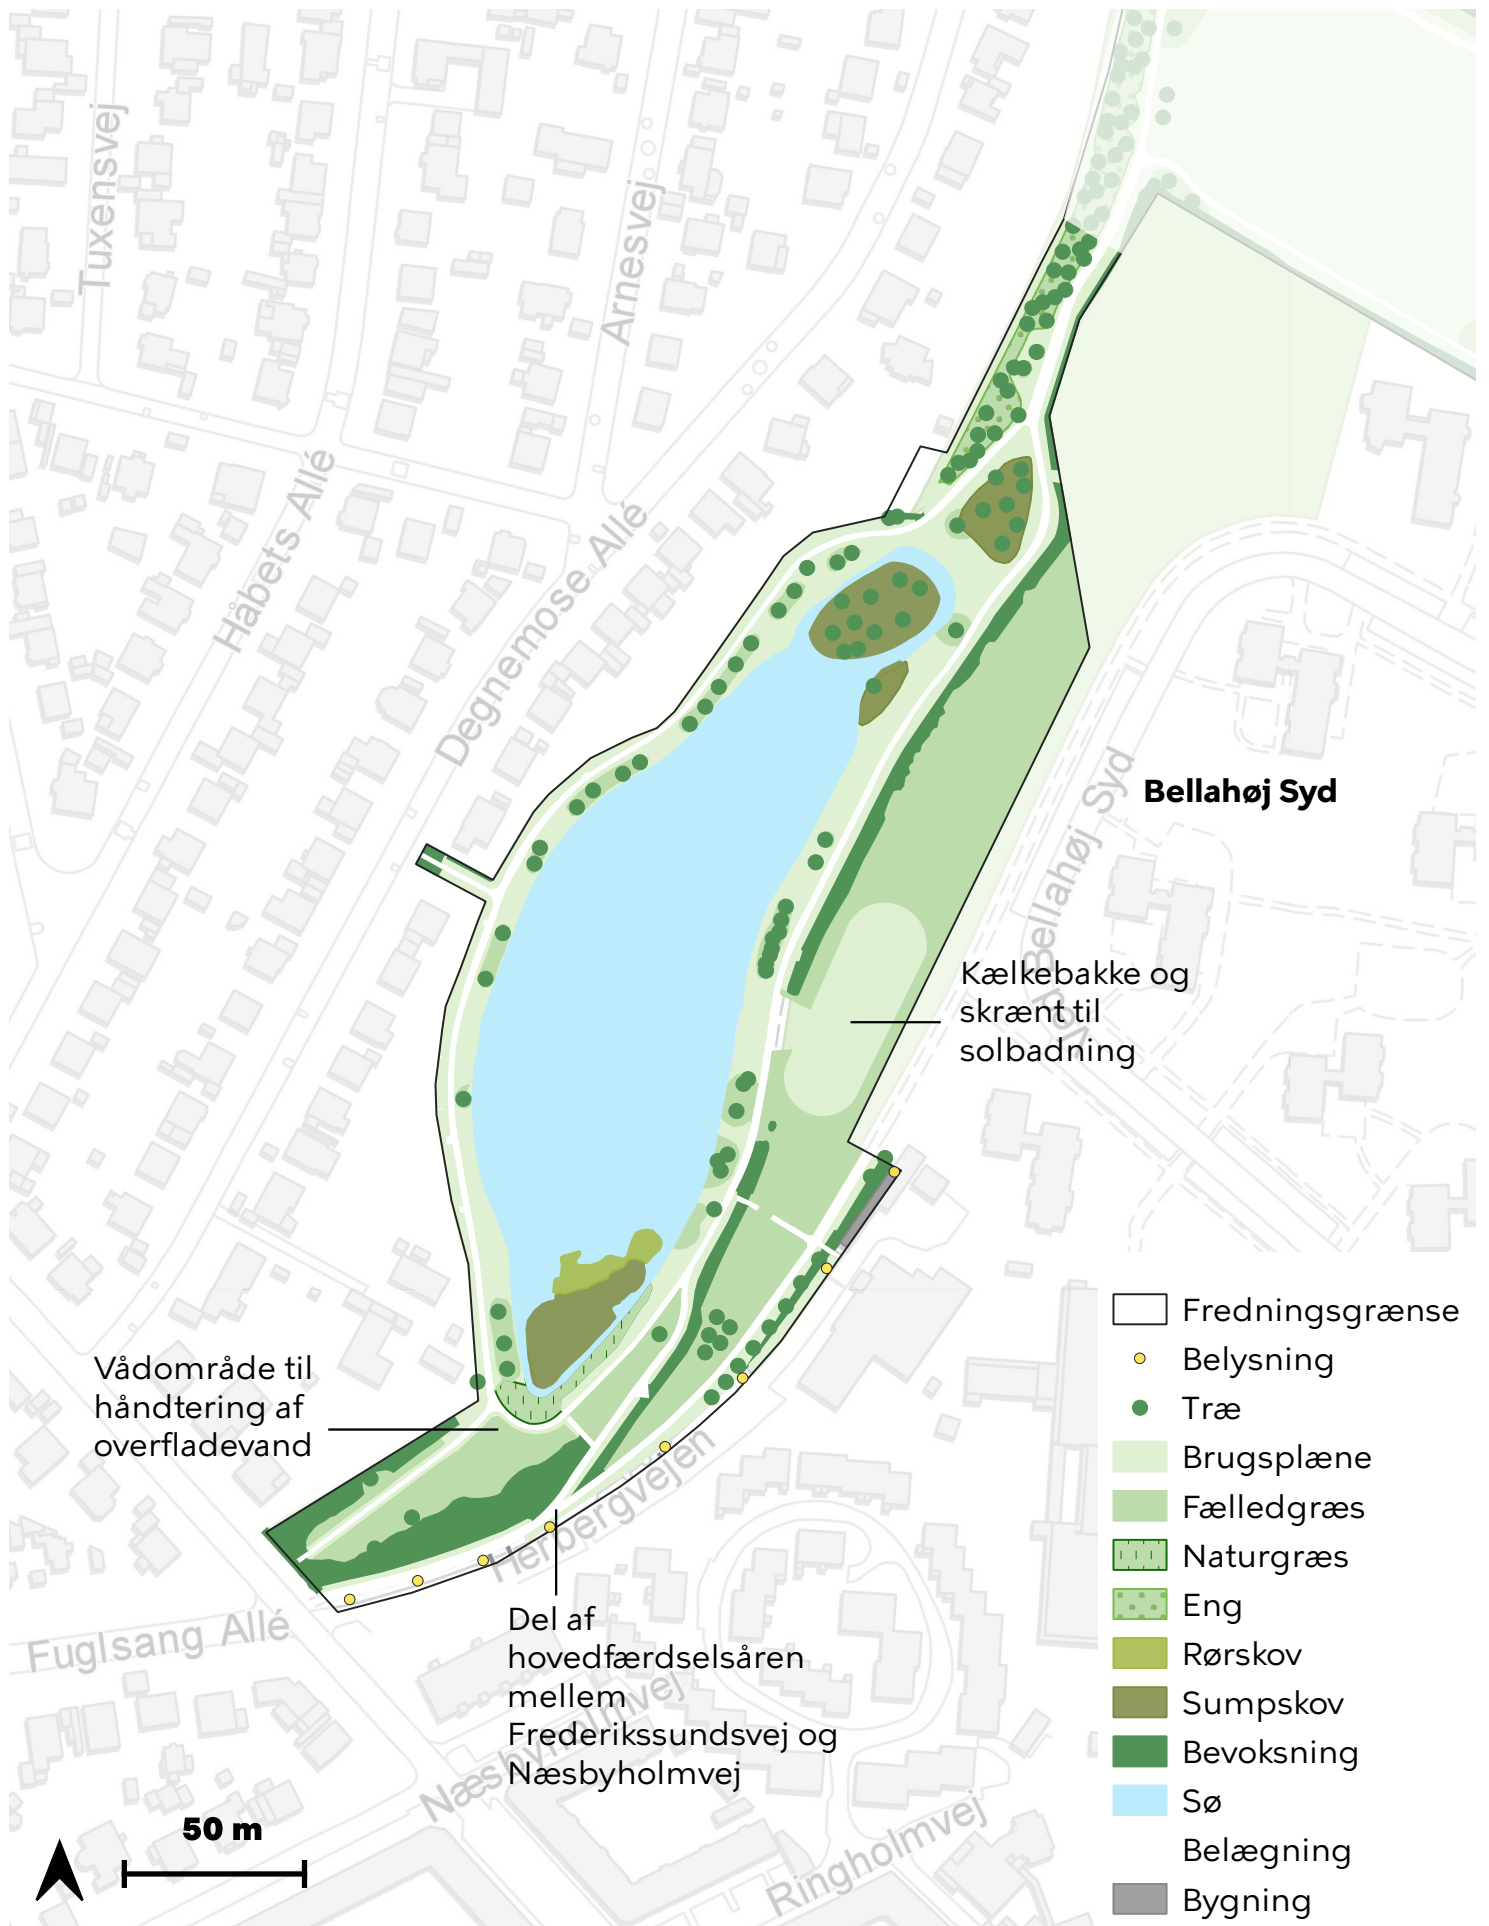 Tuxensvej
Arnesvej
Håbets Allé
Degnemose Allé
Bellahøj Syd
Ved Bellahøj Syd
Kælkebakke og
skrænt til
solbadning
Vådområde til
håndtering af
overfladevand
Herbergvejen
Fuglsang Allé
Del af
hovedfærdselsåren
mellem
Frederikssundsvej og
Næsbyholmvej
Næsbyholmvej
Ringholmvej
50 m
Fredningsgrænse
Belysning
Træ
Brugsplæne
Fælledgræs
Naturgræs
Eng
Rørskov
Sumpskov
Bevoksning
Sø
Belægning
Bygning